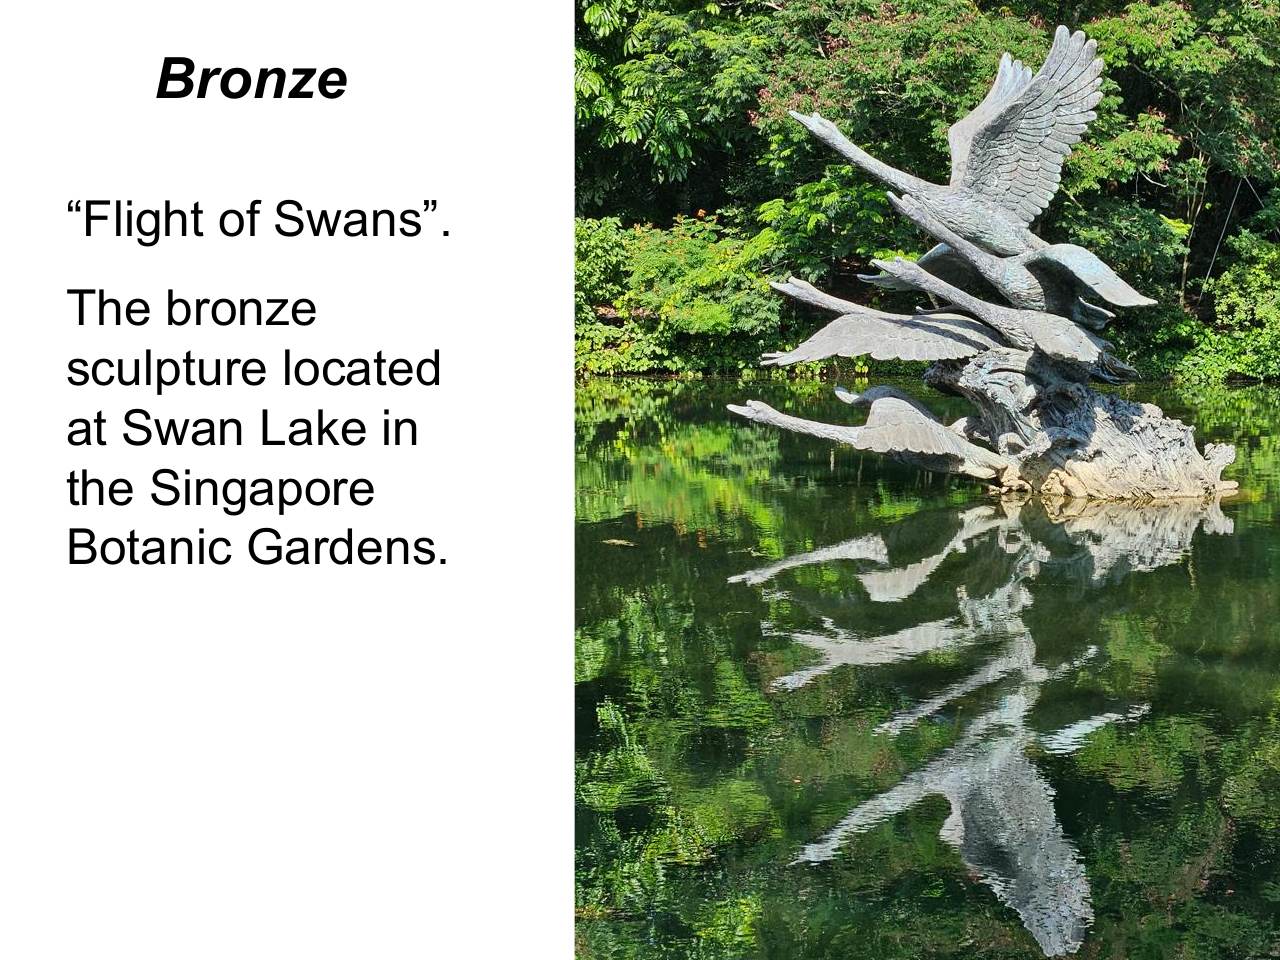 Bronze
“Flight of Swans”.
The bronze
sculpture located
at Swan Lake in
the Singapore
Botanic Gardens.